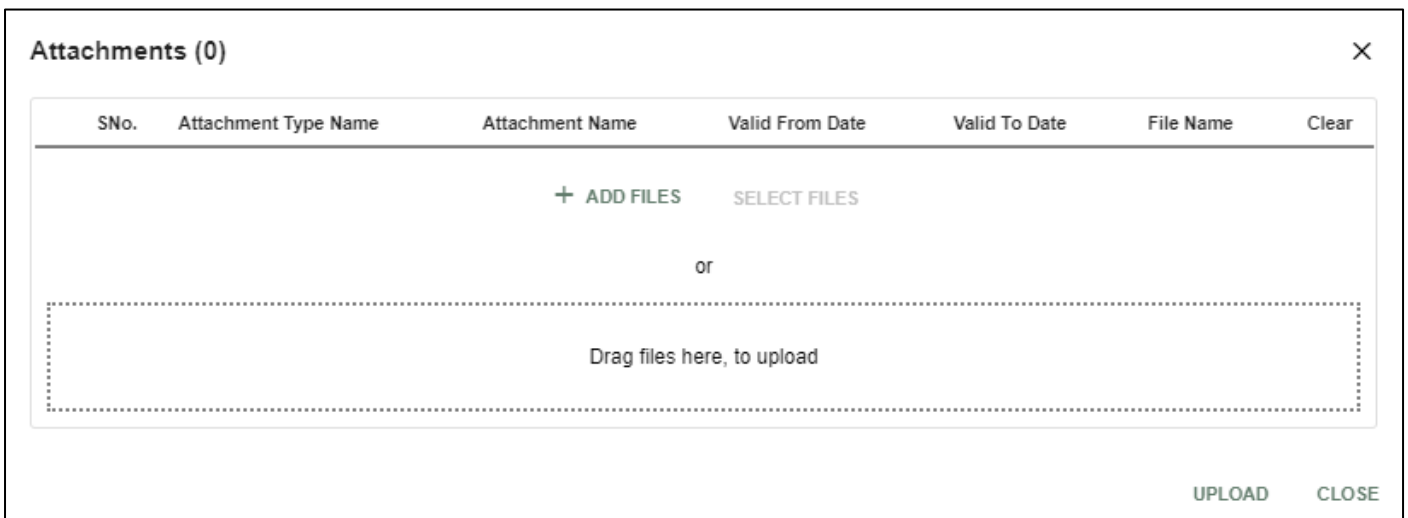 Attachments (0)
SNo. Attachment Type Name Attachment Name Valid From Date Valid To Date File Name Clear
+ ADD FILES SELECT FILES
or
Drag files here, to upload
UPLOAD CLOSE